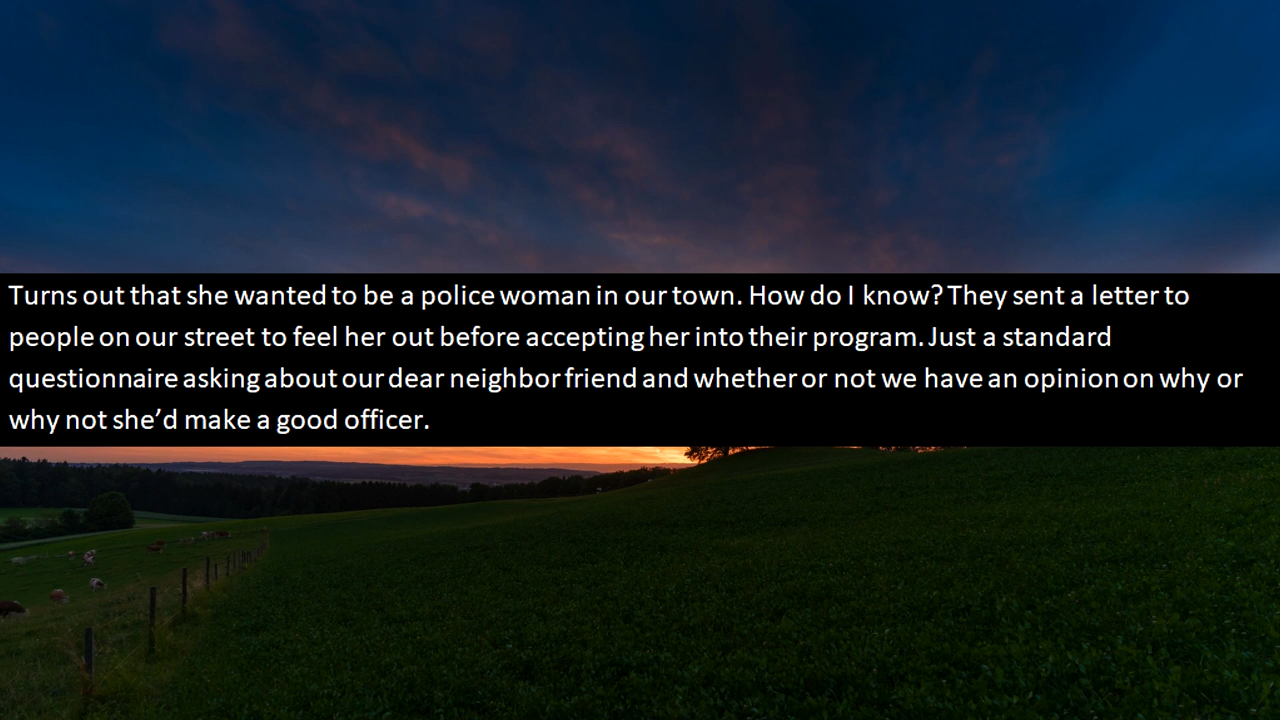 Turns out that she wanted to be a police woman in our town. How do I know? They sent a letter to
people on our street to feel her out before accepting her into their program. Just a standard
questionnaire asking about our dear neighbor friend and whether or not we have an opinion on why or
why not she’d make a good officer.